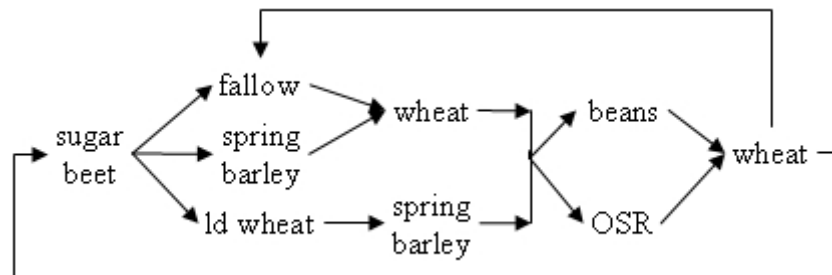 fallow
wheat
beans
sugar
beet
spring
barley
wheat
ld wheat
spring
barley
OSR